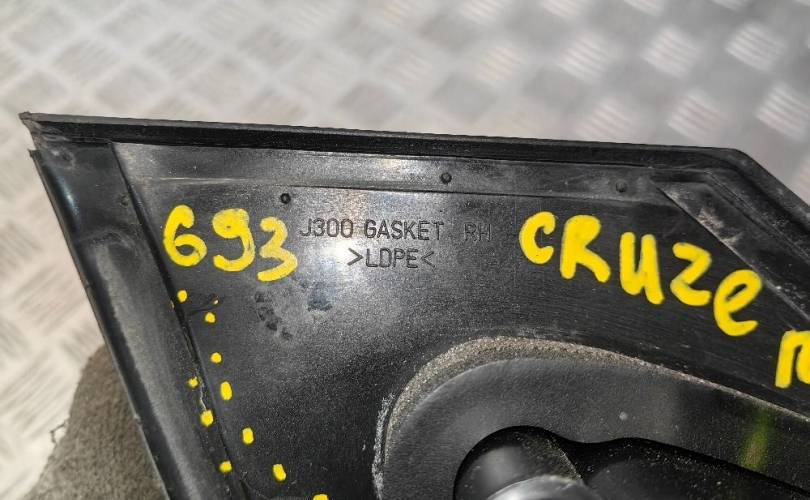 693
J300 GASKET RH
>LDPE<
CRUZe п